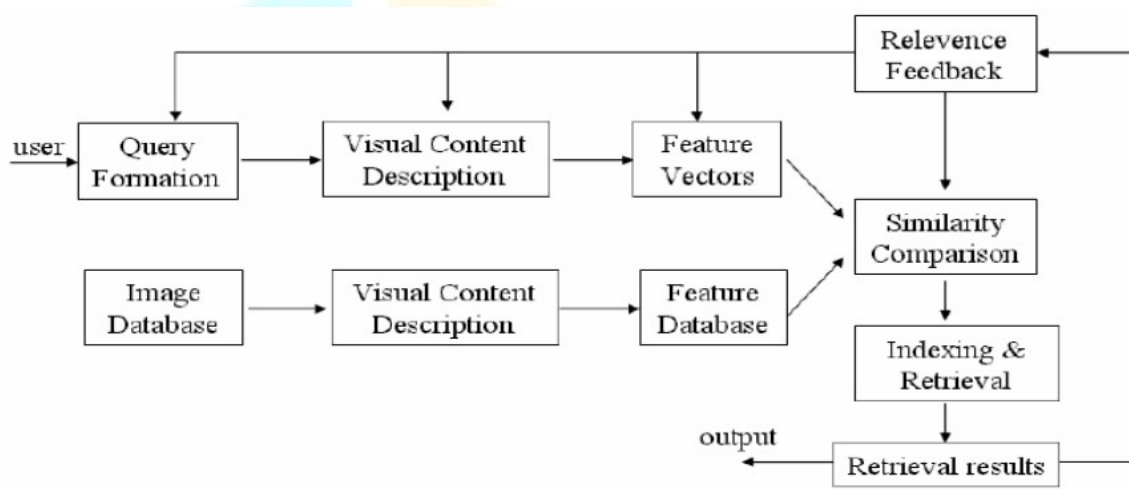 Relevence
Feedback
user
Query
Formation
Visual Content
Description
Feature
Vectors
Similarity
Comparison
Image
Database
Visual Content
Description
Feature
Database
Indexing &
Retrieval
output
Retrieval results